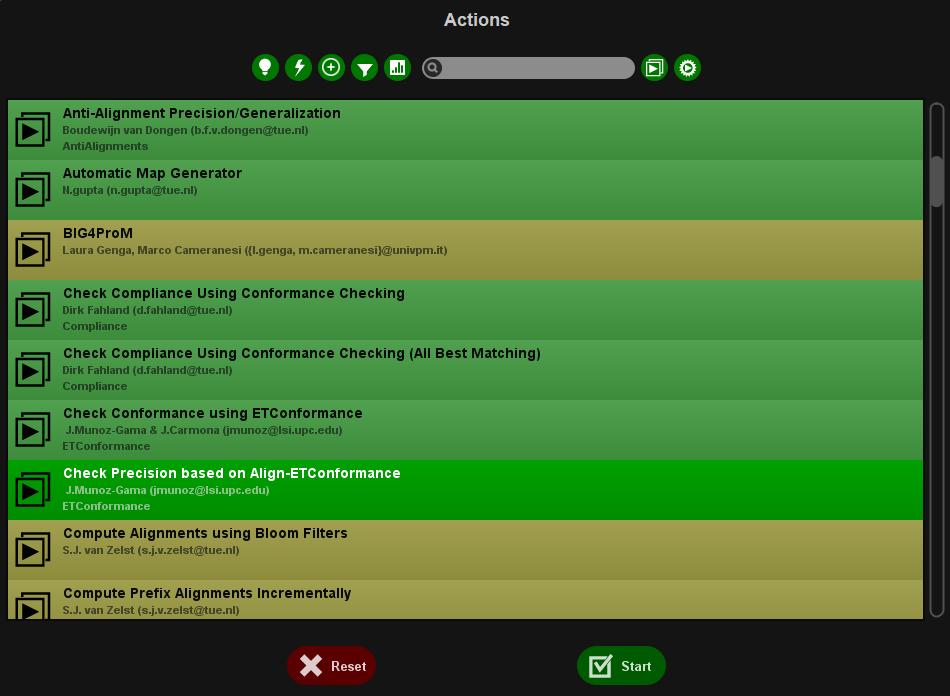 Actions
Anti-Alignment Precision/Generalization
Boudewijn van Dongen (b.f.v.dongen@tue.nl)
AntiAlignments
Automatic Map Generator
N.gupta (n.gupta@tue.nl)
BIG4ProM
Laura Genga, Marco Cameranesi ({l.genga, m.cameranesi}@univpm.it)
Check Compliance Using Conformance Checking
Dirk Fahland (d.fahland@tue.nl)
Compliance
Check Compliance Using Conformance Checking (All Best Matching)
Dirk Fahland (d.fahland@tue.nl)
Compliance
Check Conformance using ETConformance
J.Munoz-Gama & J.Carmona (jmunoz@lsi.upc.edu)
ETConformance
Check Precision based on Align-ETConformance
J.Munoz-Gama (jmunoz@lsi.upc.edu)
ETConformance
Compute Alignments using Bloom Filters
S.J. van Zelst (s.j.v.zelst@tue.nl)
Compute Prefix Alignments Incrementally
S.J. van Zelst (s.j.v.zelst@tue.nl)
Reset
Start